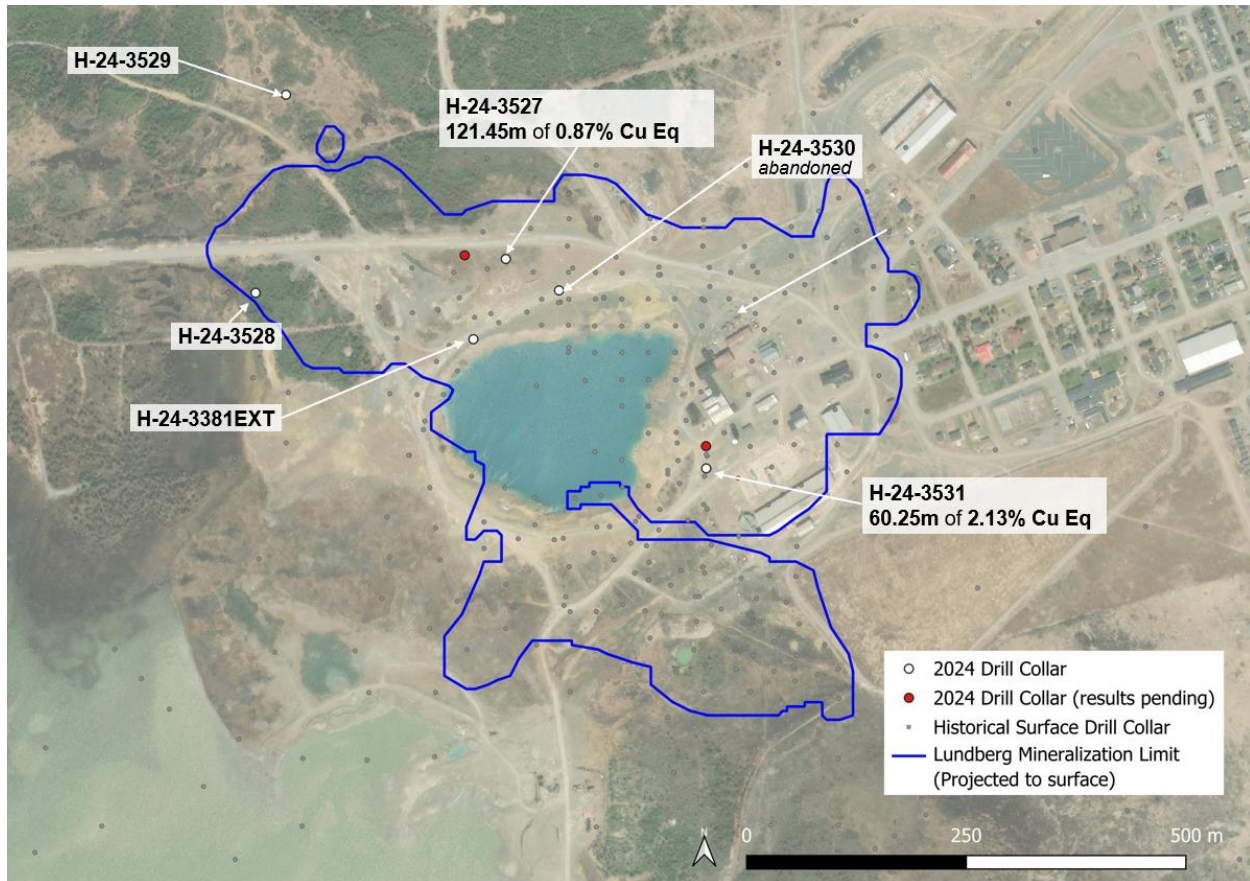 H-24-3529
H-24-3527
121.45m of 0.87% Cu Eq
H-24-3530
abandoned
H-24-3528
H-24-3381EXT
H-24-3531
60.25m of 2.13% Cu Eq
2024 Drill Collar
2024 Drill Collar (results pending)
Historical Surface Drill Collar
Lundberg Mineralization Limit
(Projected to surface)
N
0
250
500 m